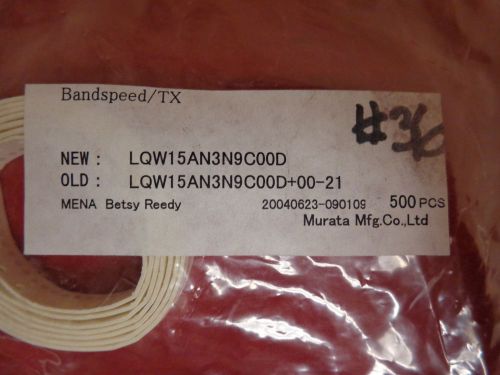 Bandspeed/TX
#36
NEW : LQW15AN3N9C00D
OLD : LQW15AN3N9C00D+00-21
MENA Betsy Reedy 20040623-090109 500 PCS
Murata Mfg.Co.,Ltd